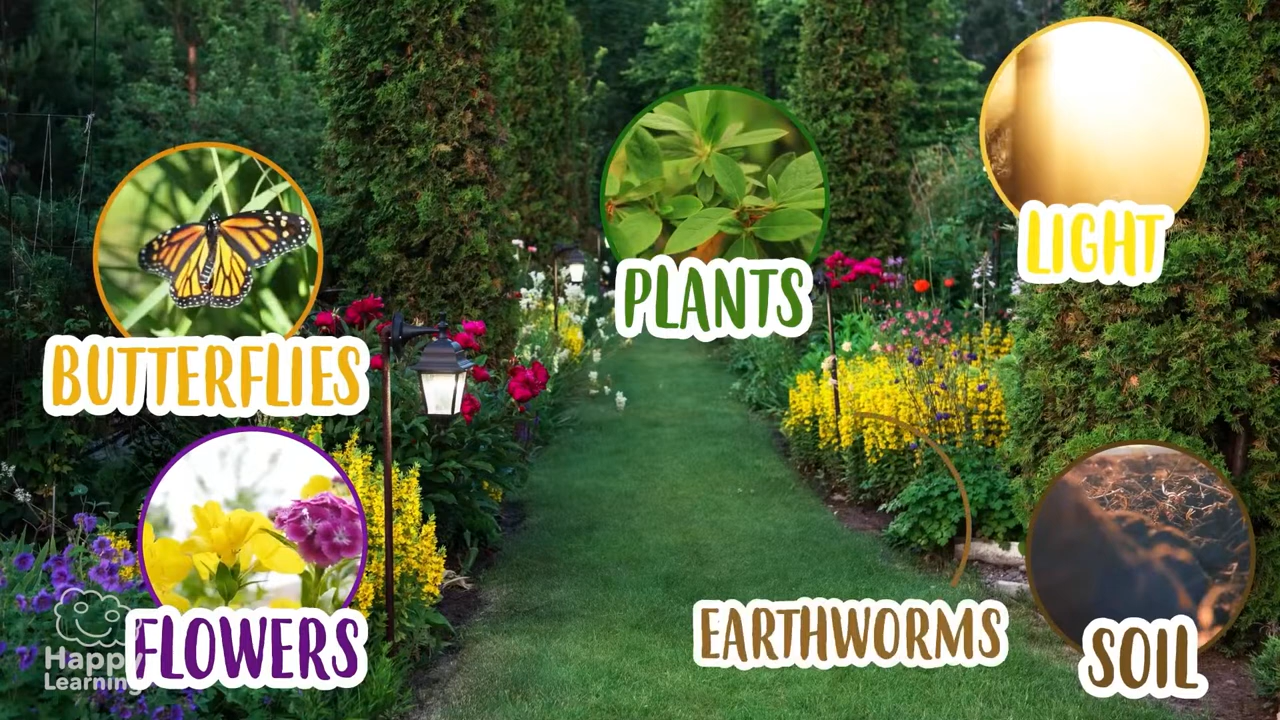 LIGHT
PLANTS
BUTTERFLIES
FLOWERS
EARTHWORMS
SOIL
Happy
Learning